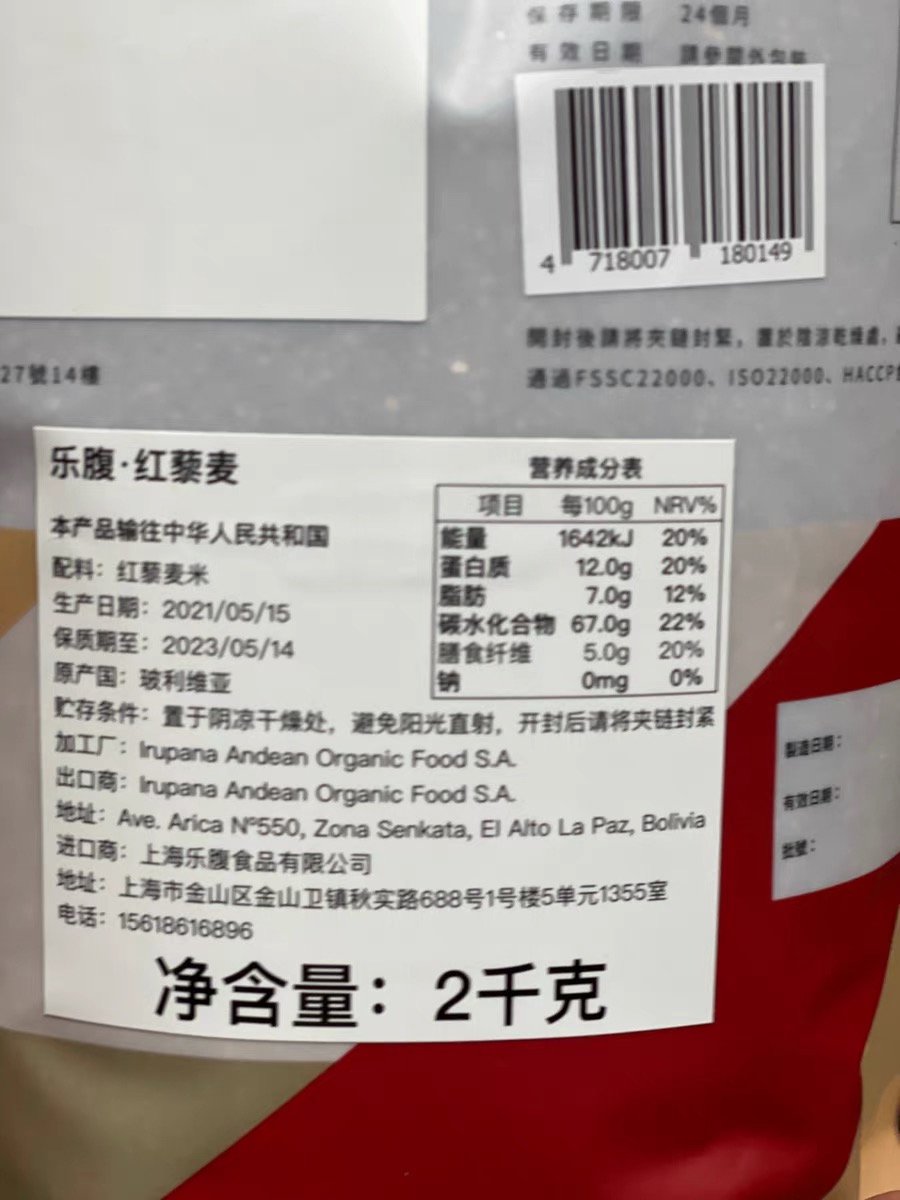 保存期限 24個月
有效日期 請參閱外包裝
4 718007 180149
開封後請將夾鏈封緊，置於陰涼乾燥處，
27號14樓
通過FSSC22000、ISO22000、HACCP
乐腹·红藜麦
本产品输往中华人民共和国
配料：红藜麦米
生产日期：2021/05/15
保质期至：2023/05/14
原产国：玻利维亚
营养成分表
项目 每100g NRV%
能量 1642kJ 20%
蛋白质 12.0g 20%
脂肪 7.0g 12%
碳水化合物 67.0g 22%
膳食纤维 5.0g 20%
钠 0mg 0%
贮存条件：置于阴凉干燥处，避免阳光直射，开封后请将夹链封紧
加工厂：Irupana Andean Organic Food S.A.
出口商：Irupana Andean Organic Food S.A.
地址：Ave. Arica Nº550, Zona Senkata, El Alto La Paz, Bolivia
进口商：上海乐腹食品有限公司
地址：上海市金山区金山卫镇秋实路688号1号楼5单元1355室
电话：15618616896
净含量：2千克
製造日期：
有效日期：
批號：